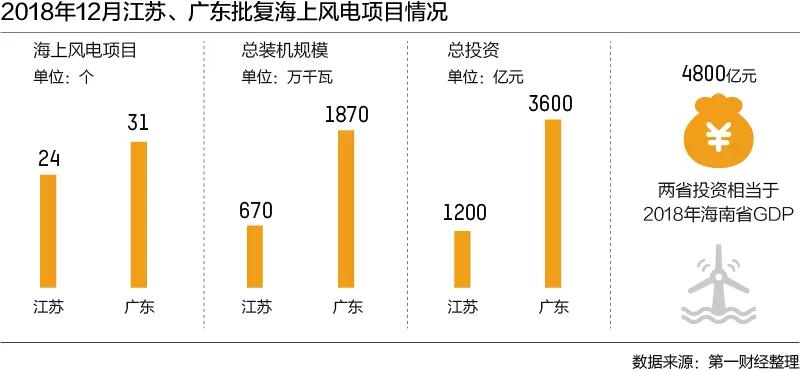 2018年12月江苏、广东批复海上风电项目情况
海上风电项目
单位：个
24
31
江苏
广东
总装机规模
单位：万千瓦
670
1870
江苏
广东
总投资
单位：亿元
1200
3600
江苏
广东
4800亿元
¥
两省投资相当于
2018年海南省GDP
数据来源：第一财经整理